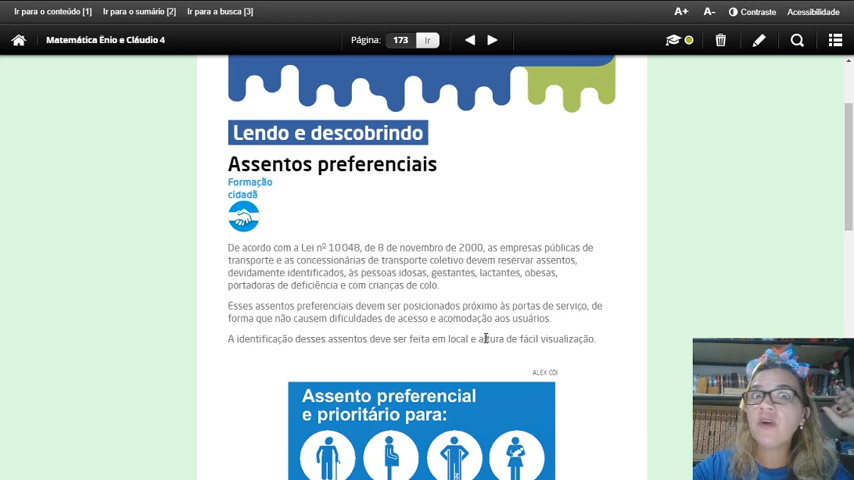 Ir para o conteúdo [1] Ir para o sumário [2] Ir para a busca [3] A+ A- Contraste Acessibilidade
Matemática Ênio e Cláudio 4 Página: 173 Ir
Lendo e descobrindo
Assentos preferenciais
Formação
cidadã
De acordo com a Lei nº 10 048, de 8 de novembro de 2000, as empresas públicas de
transporte e as concessionárias de transporte coletivo devem reservar assentos,
devidamente identificados, às pessoas idosas, gestantes, lactantes, obesas,
portadoras de deficiência e com crianças de colo.
Esses assentos preferenciais devem ser posicionados próximo às portas de serviço, de
forma que não causem dificuldades de acesso e acomodação aos usuários.
A identificação desses assentos deve ser feita em local e altura de fácil visualização.
ALEX CÓI
Assento preferencial
e prioritário para: